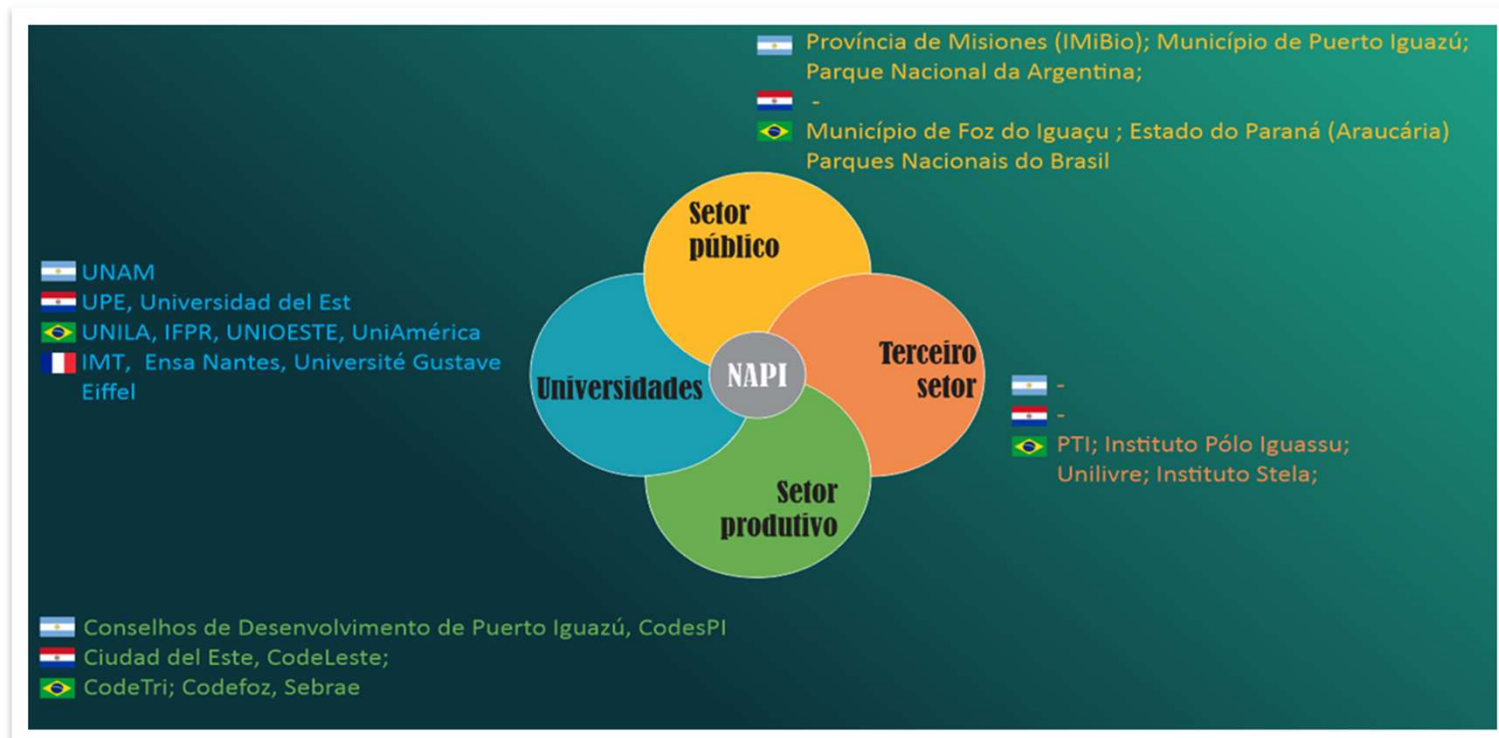 Província de Misiones (IMiBio); Município de Puerto Iguazú;
Parque Nacional da Argentina;
-
Município de Foz do Iguaçu ; Estado do Paraná (Araucária)
Parques Nacionais do Brasil
Setor
público
UNAM
UPE, Universidad del Est
UNILA, IFPR, UNIOESTE, UniAmérica
IMT, Ensa Nantes, Université Gustave
Eiffel
Universidades
NAPI
Terceiro
setor
-
-
PTI; Instituto Pólo Iguassu;
Unilivre; Instituto Stela;
Setor
produtivo
Conselhos de Desenvolvimento de Puerto Iguazú, CodesPI
Ciudad del Este, CodeLeste;
CodeTri; Codefoz, Sebrae